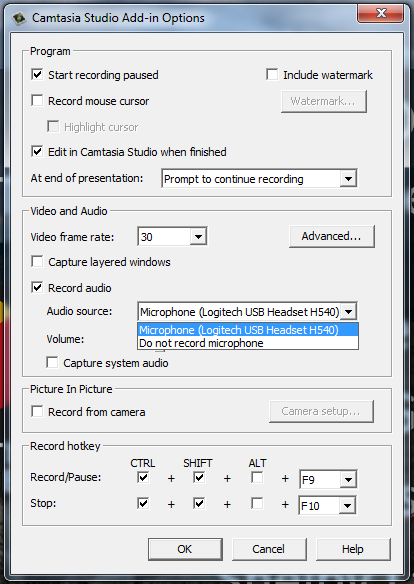 Camtasia Studio Add-in Options
Program
Start recording paused
Include watermark
Record mouse cursor
Watermark...
Highlight cursor
Edit in Camtasia Studio when finished
At end of presentation: Prompt to continue recording
Video and Audio
Video frame rate: 30
Advanced...
Capture layered windows
Record audio
Audio source: Microphone (Logitech USB Headset H540)
Microphone (Logitech USB Headset H540)
Volume: Do not record microphone
Capture system audio
Picture In Picture
Record from camera
Camera setup...
Record hotkey
CTRL SHIFT ALT
Record/Pause: + + + F9
Stop: + + + F10
OK Cancel Help